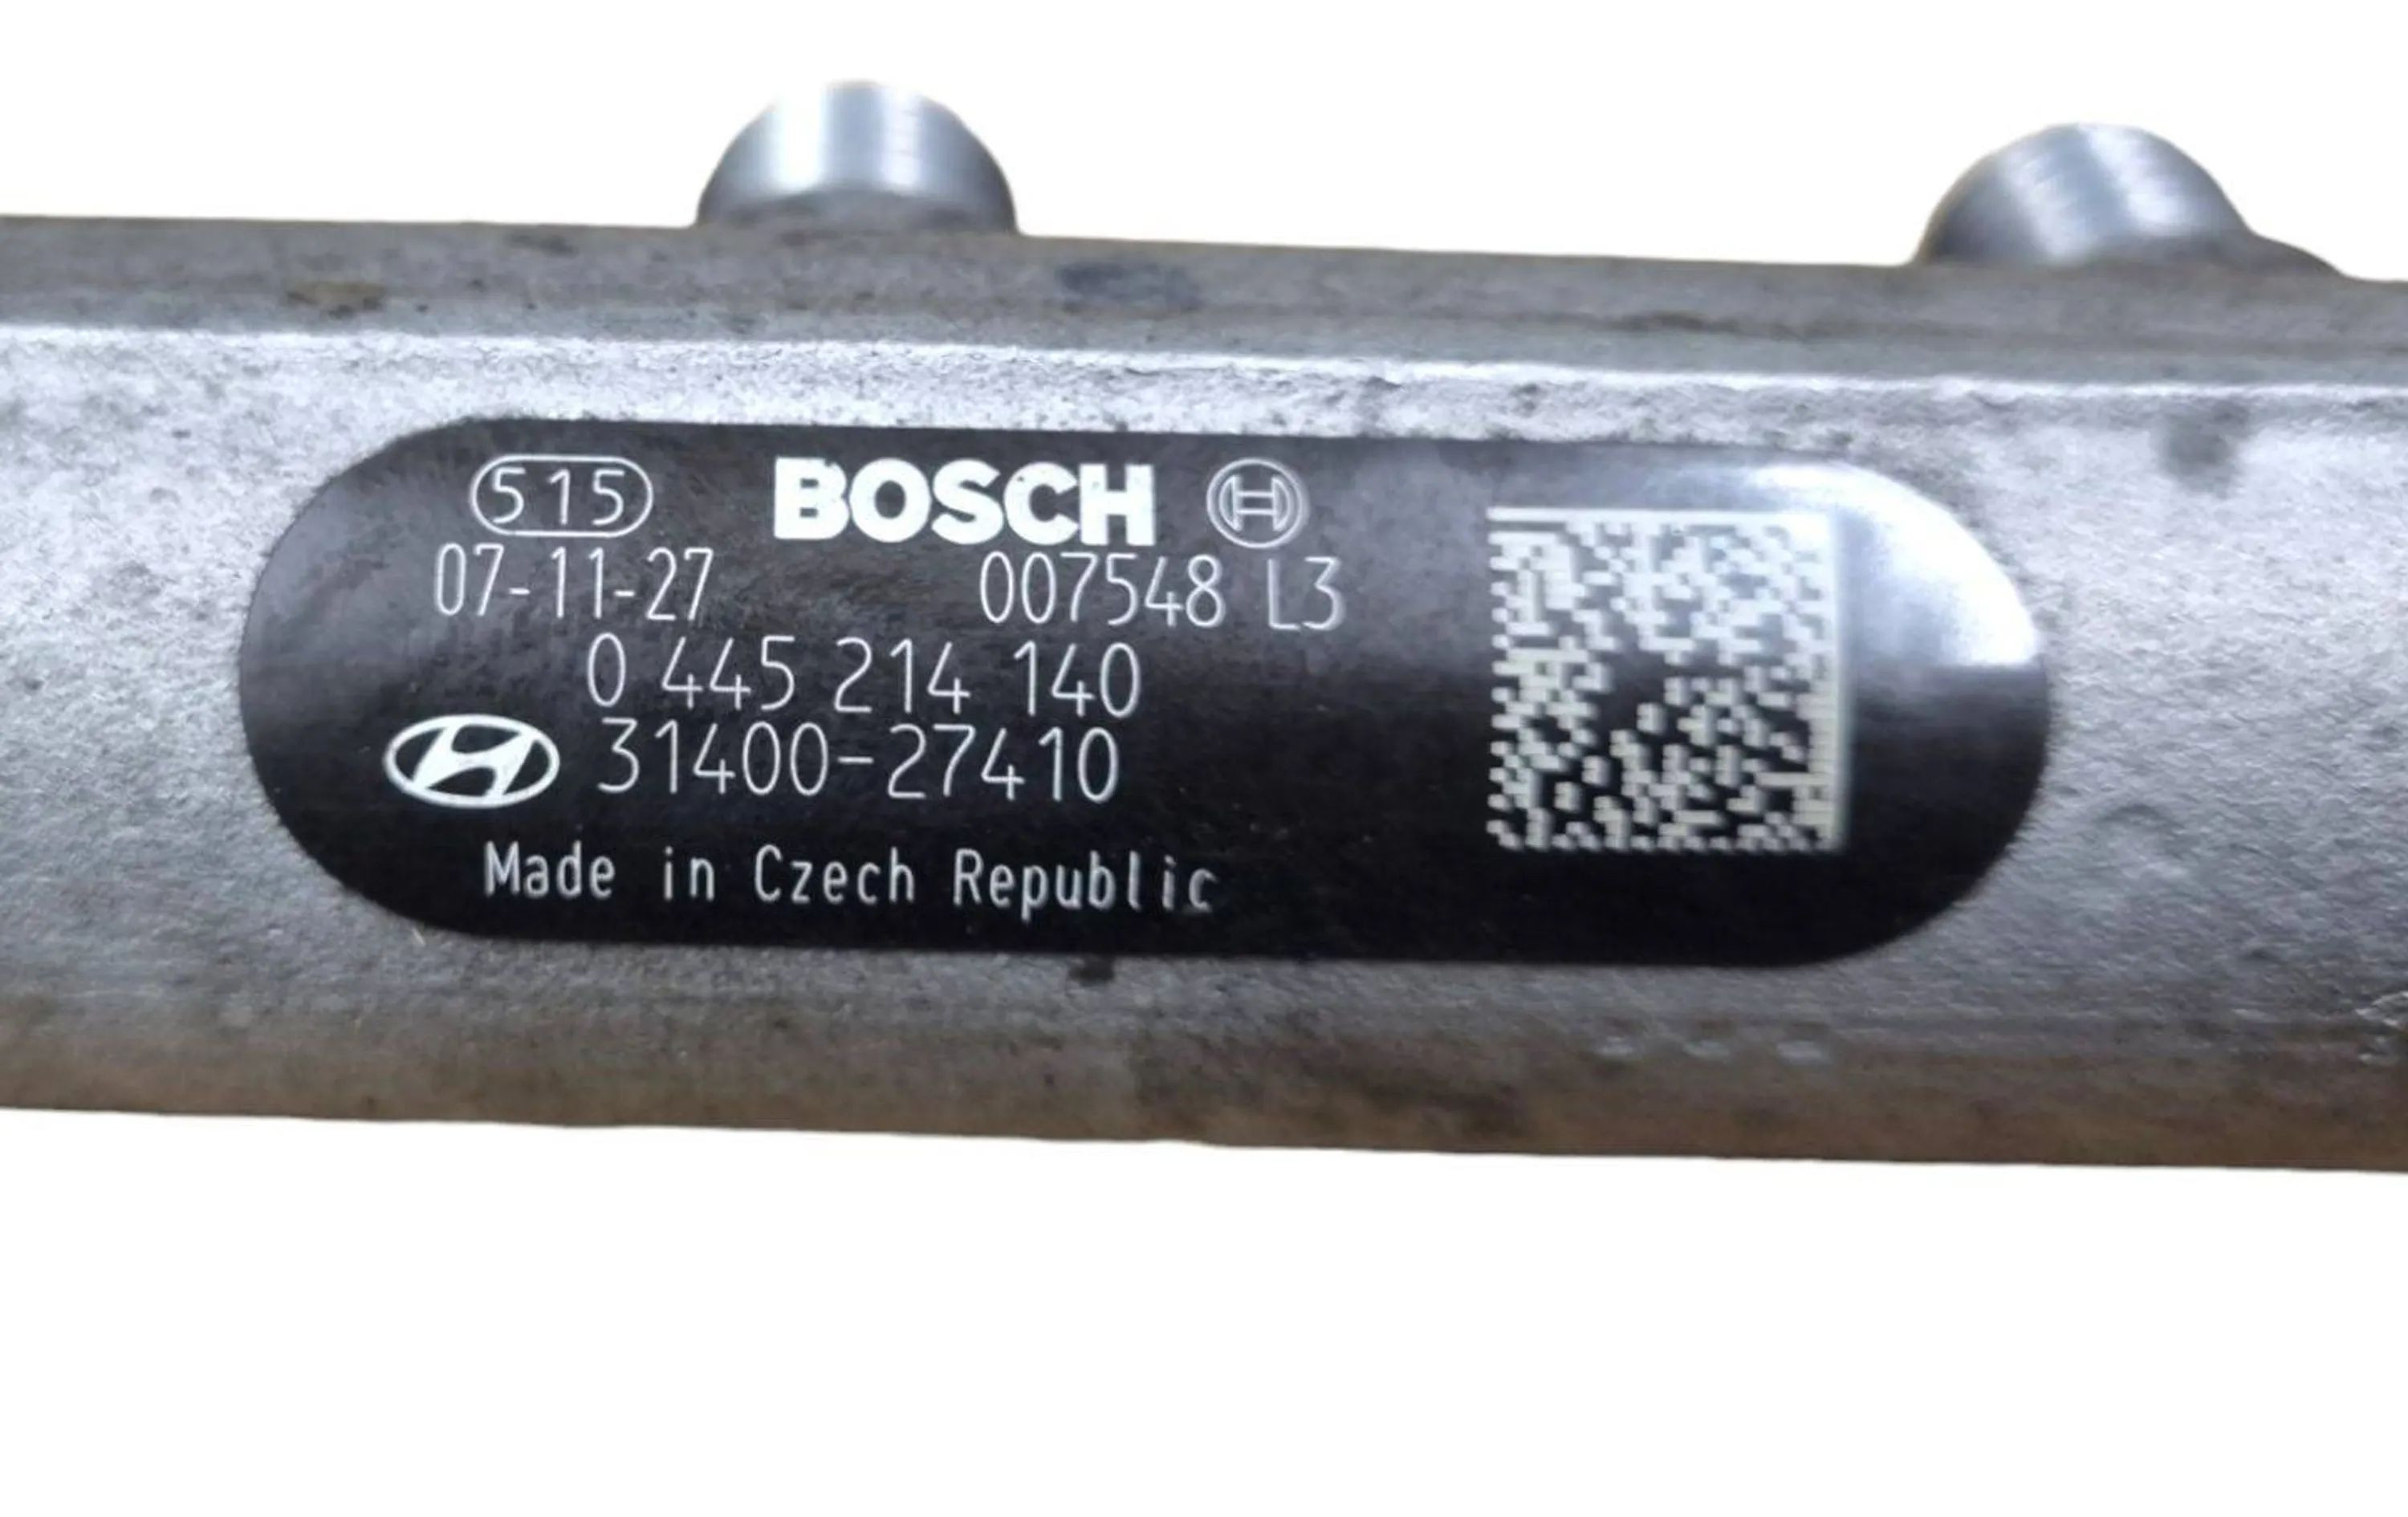 515 BOSCH
07-11-27 007548 L3
0 445 214 140
31400-27410
Made in Czech Republic